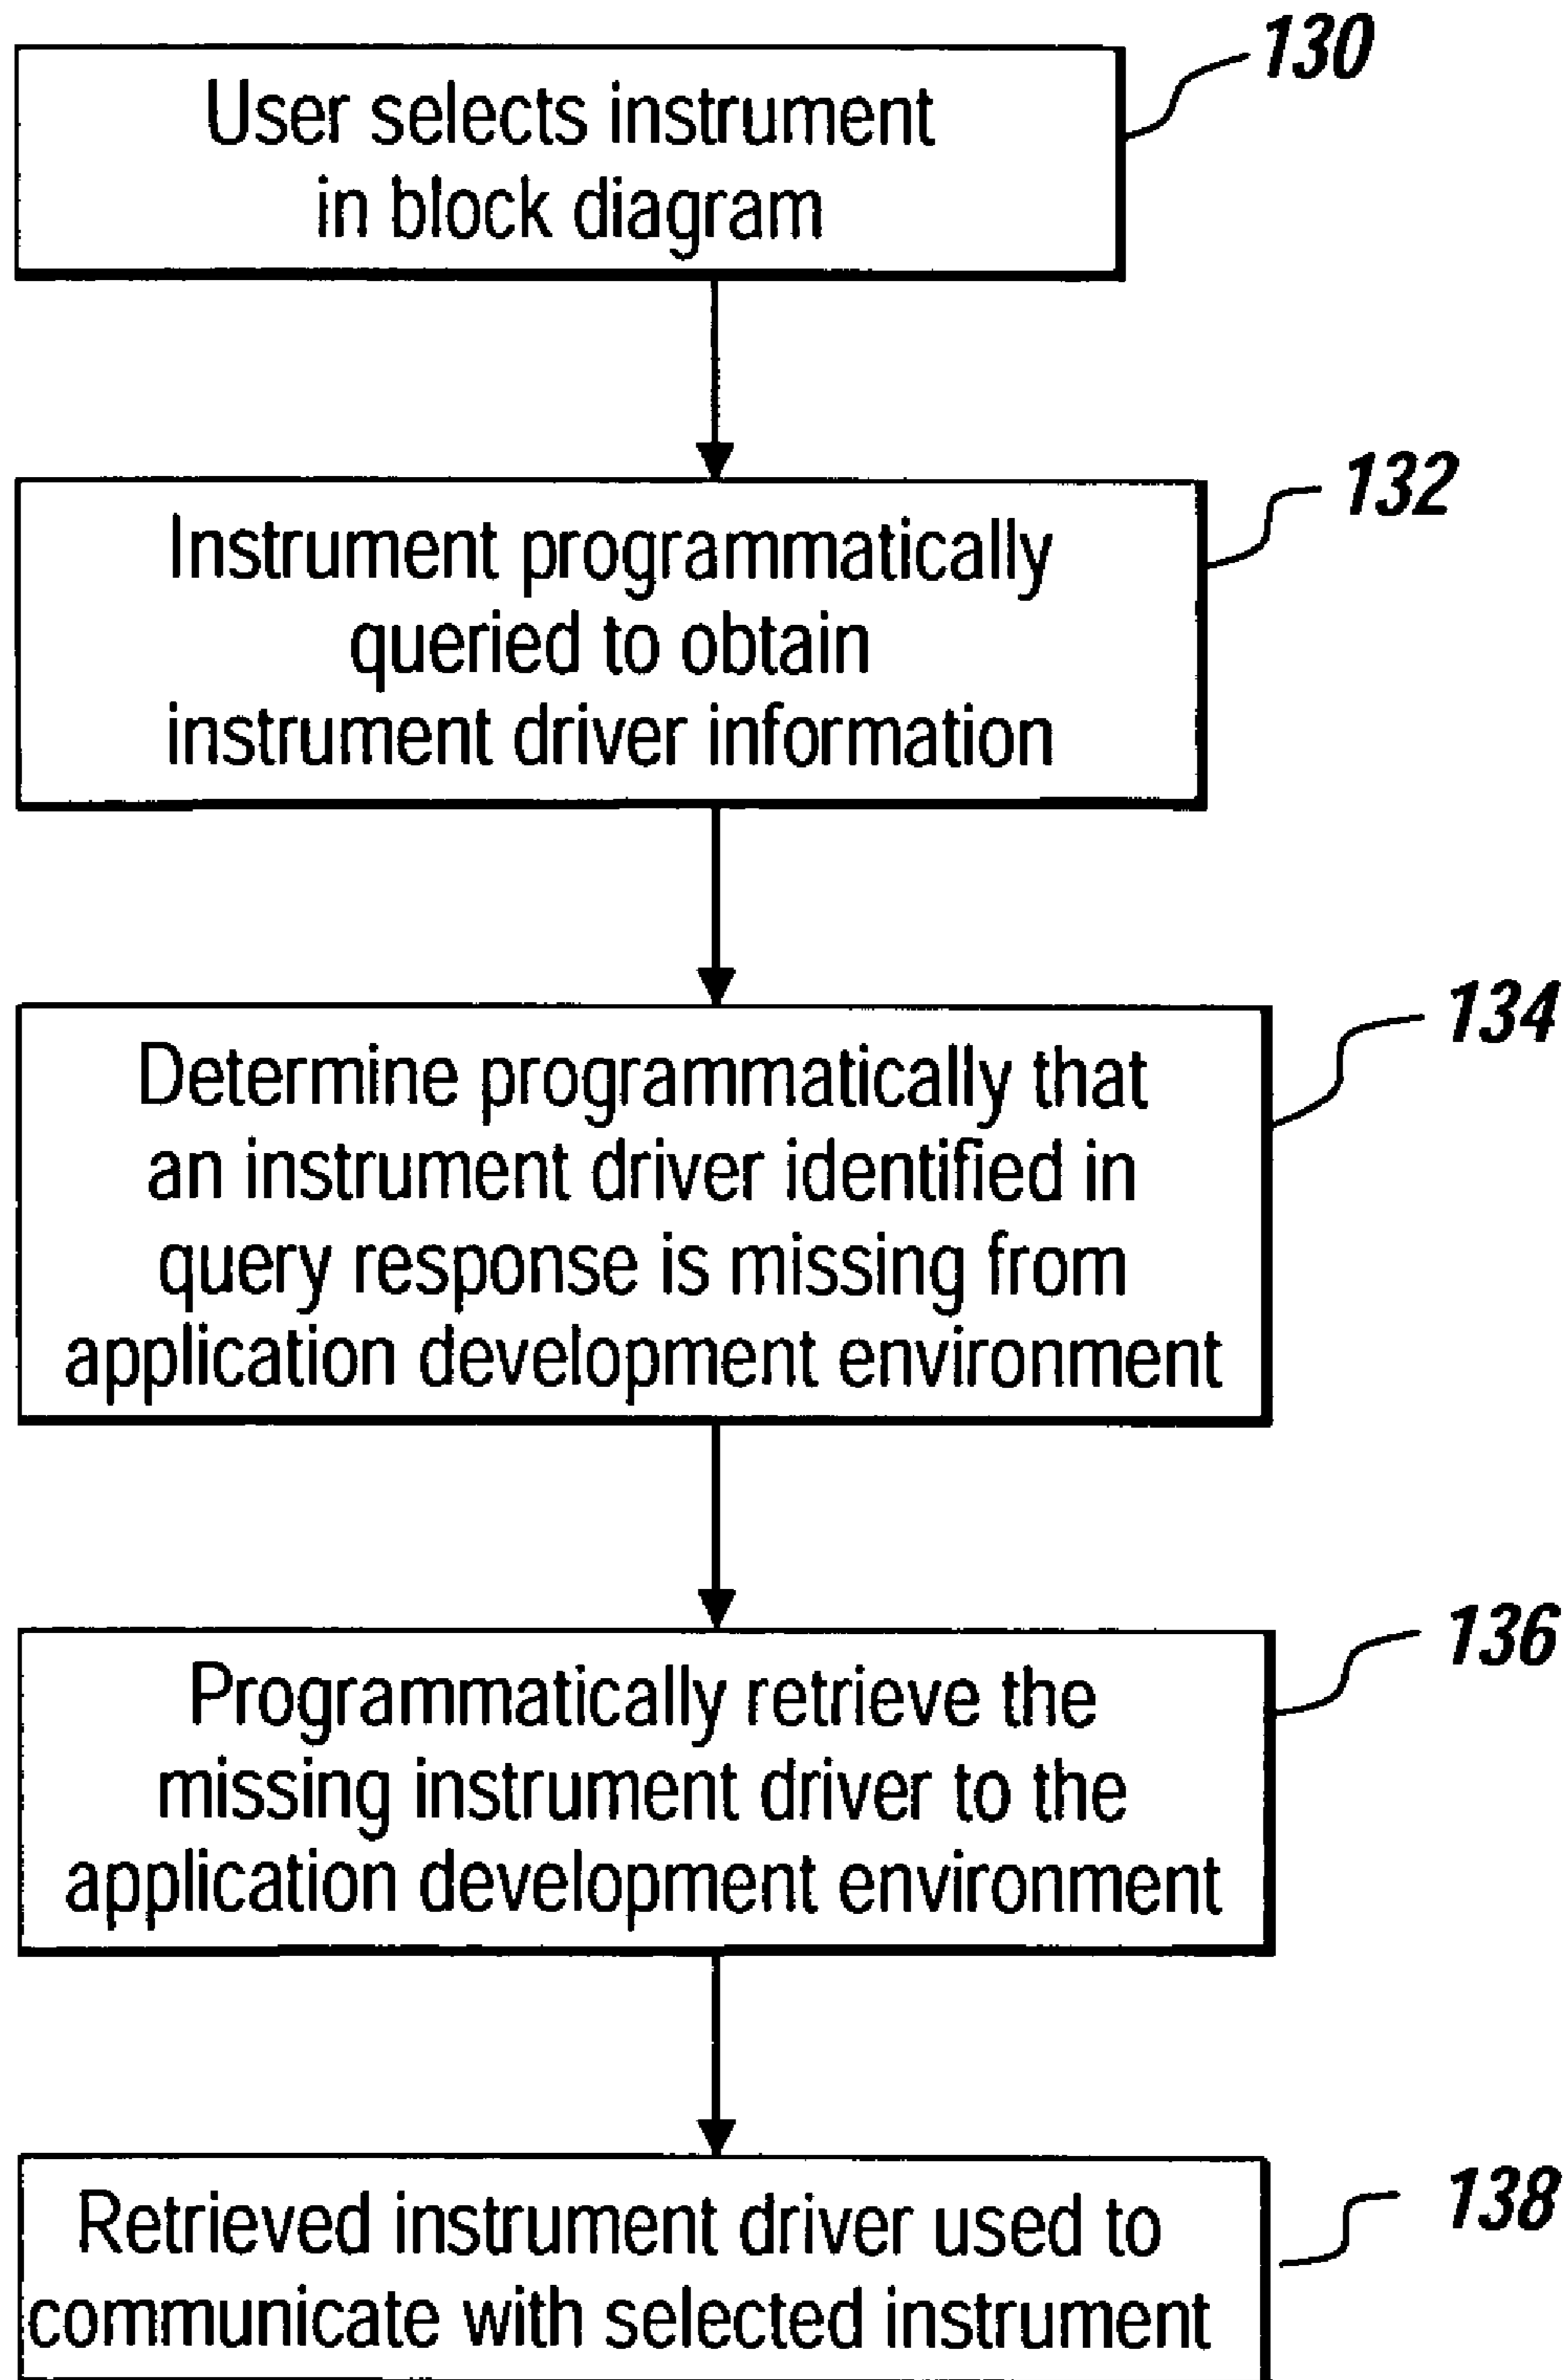 130
User selects instrument
in block diagram
132
Instrument programmatically
queried to obtain
instrument driver information
134
Determine programmatically that
an instrument driver identified in
query response is missing from
application development environment
136
Programmatically retrieve the
missing instrument driver to the
application development environment
138
Retrieved instrument driver used to
communicate with selected instrument